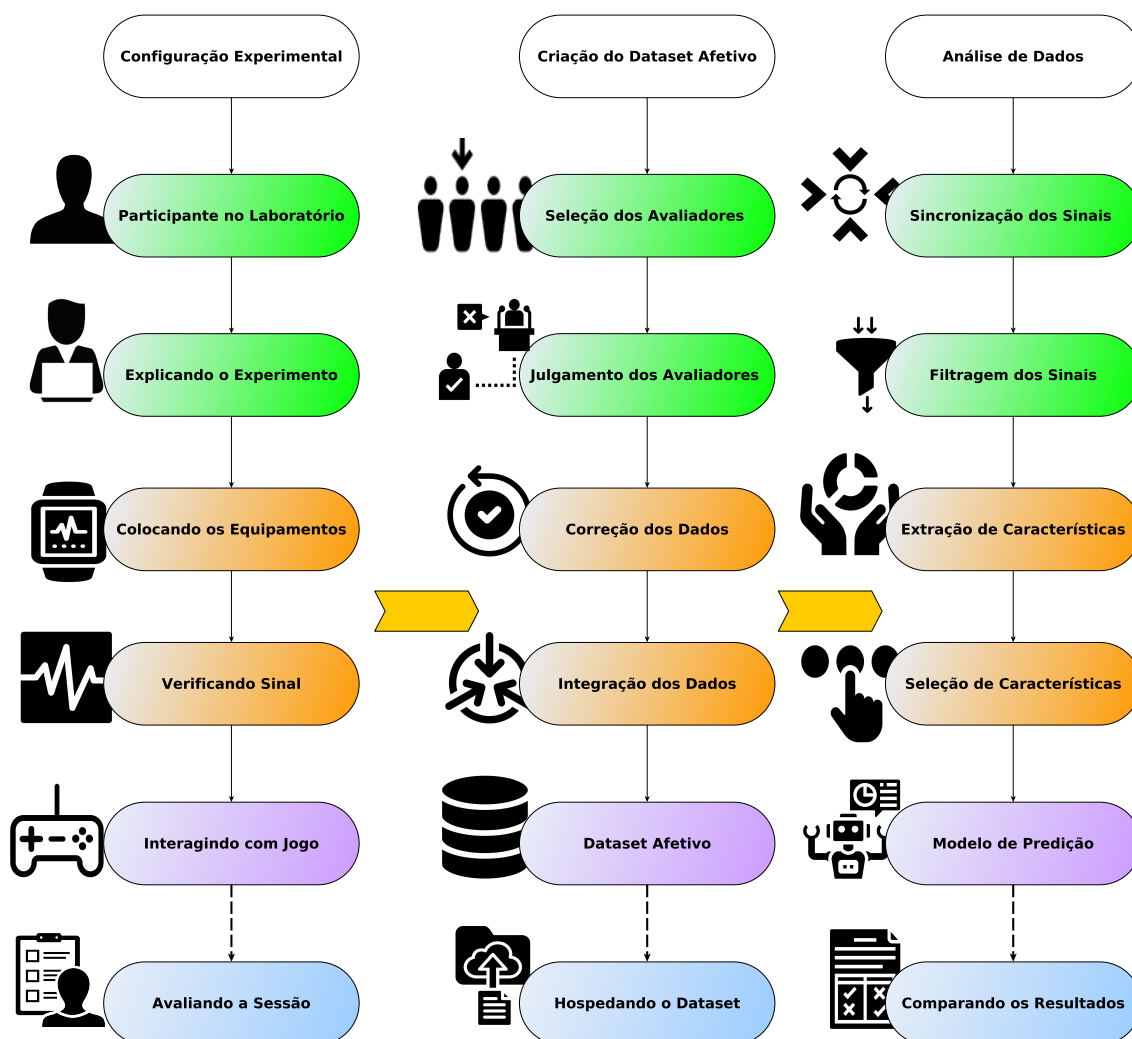 Configuração Experimental
Participante no Laboratório
Explicando o Experimento
Colocando os Equipamentos
Verificando Sinal
Interagindo com Jogo
Avaliando a Sessão
Criação do Dataset Afetivo
Seleção dos Avaliadores
Julgamento dos Avaliadores
Correção dos Dados
Integração dos Dados
Dataset Afetivo
Hospedando o Dataset
Análise de Dados
Sincronização dos Sinais
Filtragem dos Sinais
Extração de Característícas
Seleção de Característícas
Modelo de Predição
Comparando os Resultados